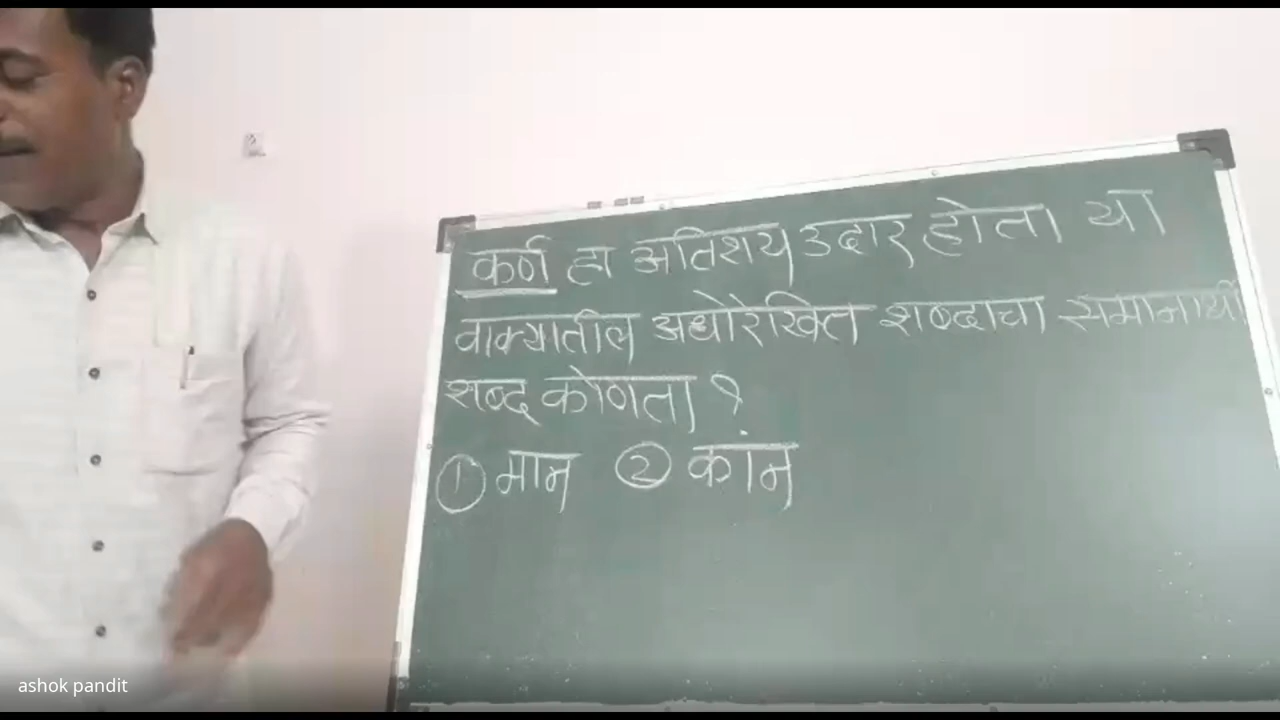 कर्ण हा अतिशय उदार होता या
वाक्यातील अधोरेखित शब्दाचा समानार्थी
शब्द कोणता ?
① मान ② कांन
ashok pandit